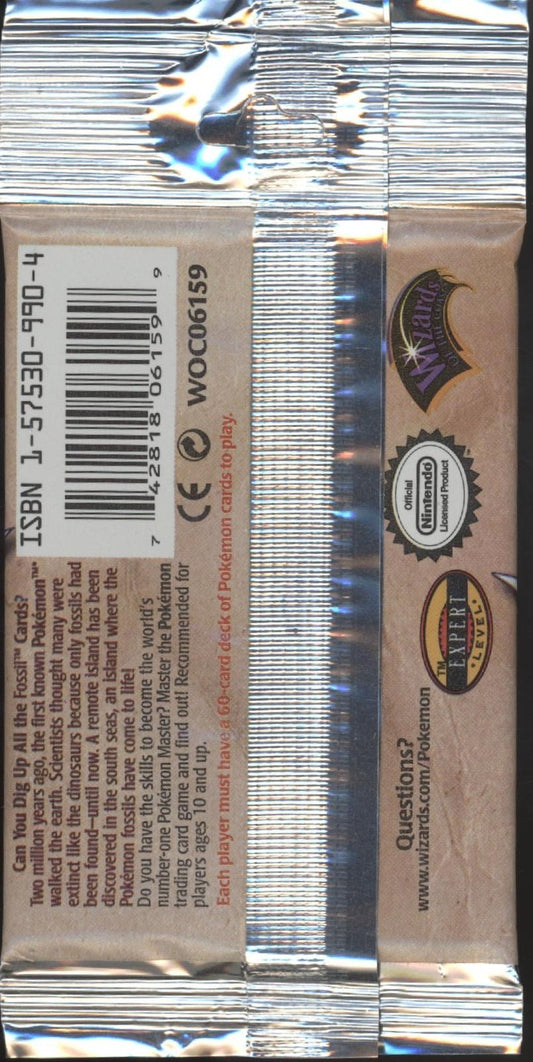 Can You Dig Up All the Fossil™ Cards?
Two million years ago, the first known Pokémon™
walked the earth. Scientists thought many were
extinct like the dinosaurs because only fossils had
been found—until now. A remote island has been
discovered in the south seas, an island where the
Pokémon fossils have come to life!
Do you have the skills to become the world's
number-one Pokémon Master? Master the Pokémon
trading card game and find out! Recommended for
players ages 10 and up.
Each player must have a 60-card deck of Pokémon cards to play.
ISBN 1-57530-990-4
7 42818 06159 9
CE WOC06159
Questions?
www.wizards.com/Pokemon
TM
EXPERT
LEVEL
Official
Nintendo
Licensed Product
Wizards
OF THE COAST